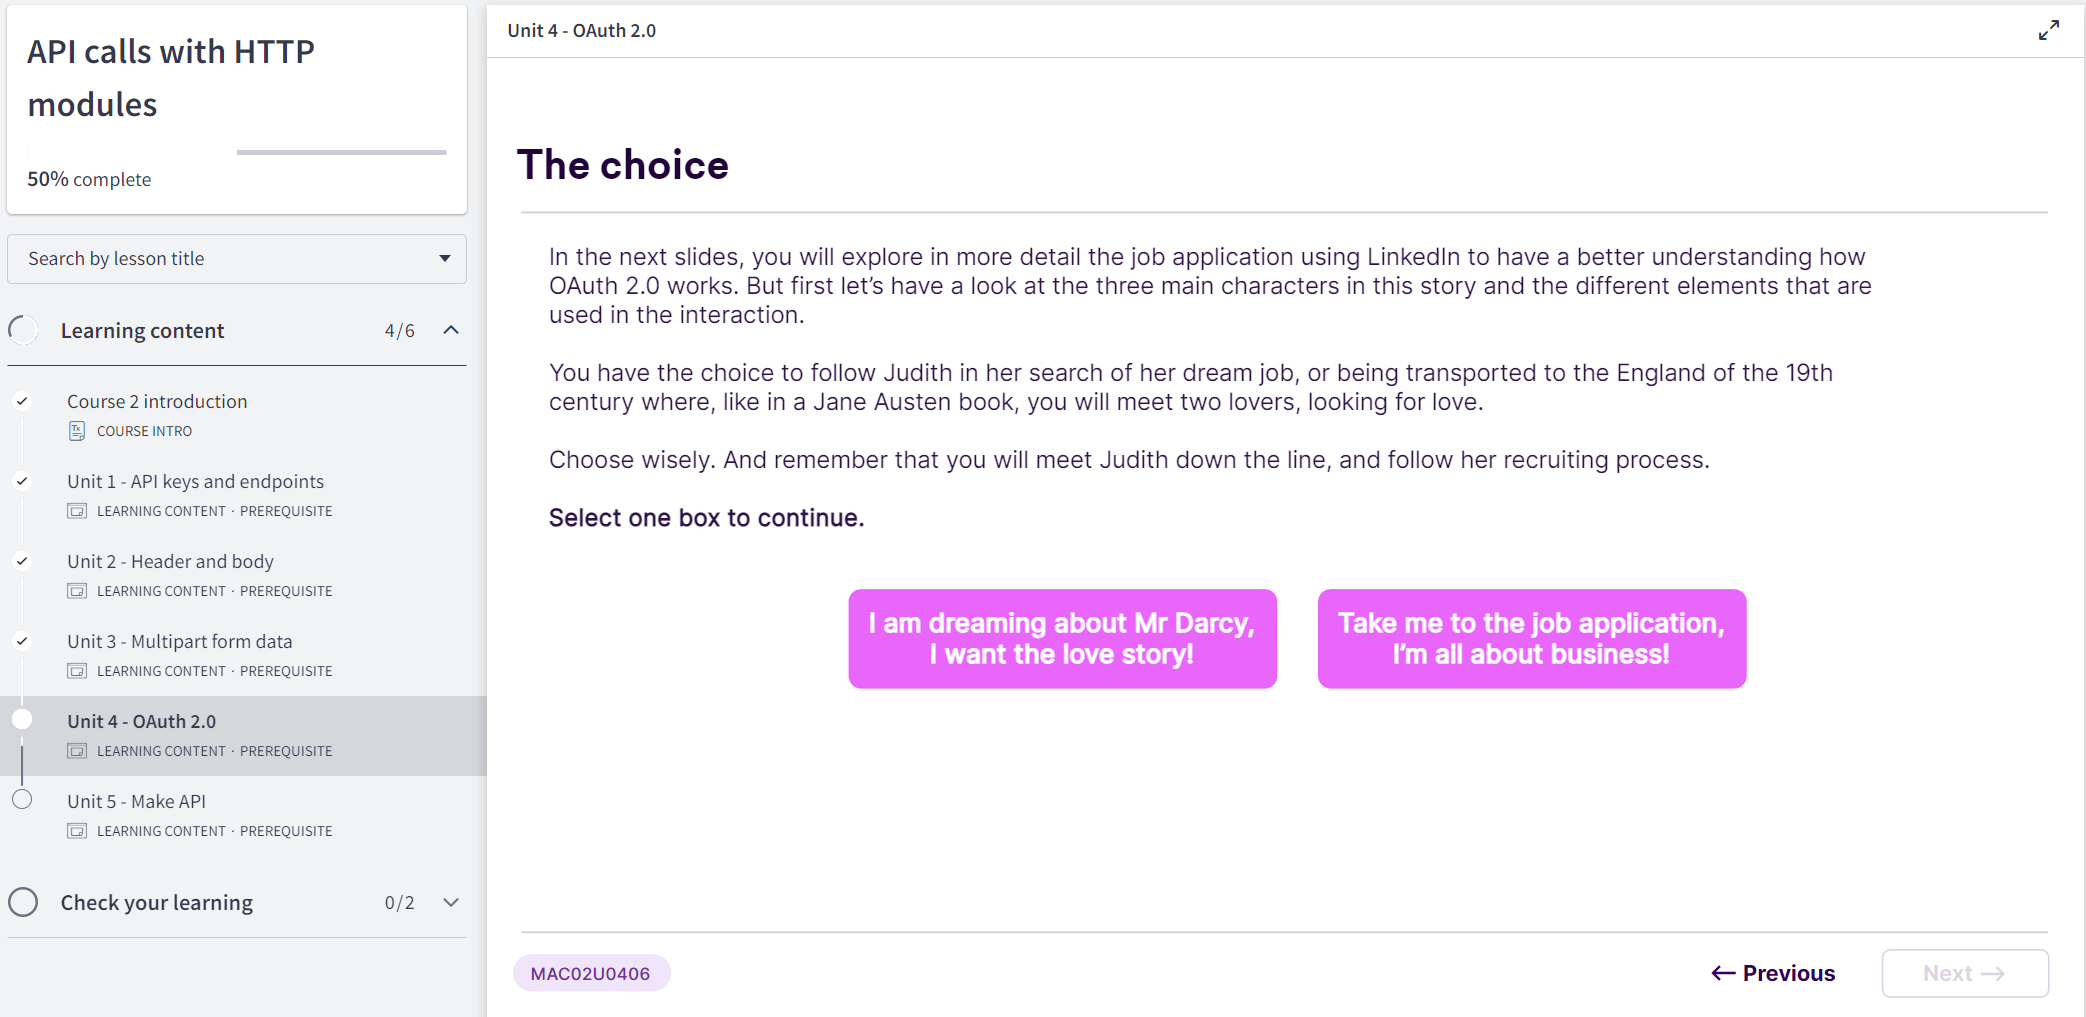 API calls with HTTP
modules
50% complete
Search by lesson title
Learning content 4/6
Course 2 introduction
COURSE INTRO
Unit 1 - API keys and endpoints
LEARNING CONTENT · PREREQUISITE
Unit 2 - Header and body
LEARNING CONTENT · PREREQUISITE
Unit 3 - Multipart form data
LEARNING CONTENT · PREREQUISITE
Unit 4 - OAuth 2.0
LEARNING CONTENT · PREREQUISITE
Unit 5 - Make API
LEARNING CONTENT · PREREQUISITE
Check your learning 0/2
Unit 4 - OAuth 2.0
The choice
In the next slides, you will explore in more detail the job application using LinkedIn to have a better understanding how
OAuth 2.0 works. But first let’s have a look at the three main characters in this story and the different elements that are
used in the interaction.
You have the choice to follow Judith in her search of her dream job, or being transported to the England of the 19th
century where, like in a Jane Austen book, you will meet two lovers, looking for love.
Choose wisely. And remember that you will meet Judith down the line, and follow her recruiting process.
Select one box to continue.
I am dreaming about Mr Darcy,
I want the love story!
Take me to the job application,
I’m all about business!
MAC02U0406
← Previous
Next →